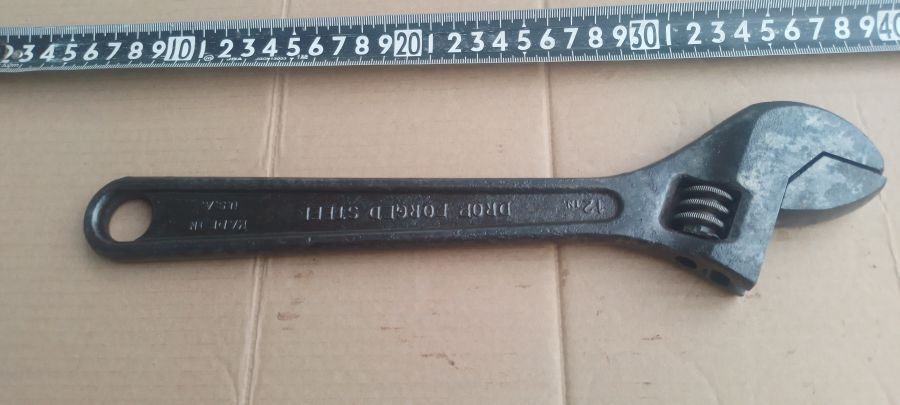 2 3 4 5 6 7 8 9 10 1 2 3 4 5 6 7 8 9 20 1 2 3 4 5 6 7 8 9 30 1 2 3 4 5 6 7 8 9 40
12 IN
DROP FORGED STEEL
MADE IN
U.S.A.